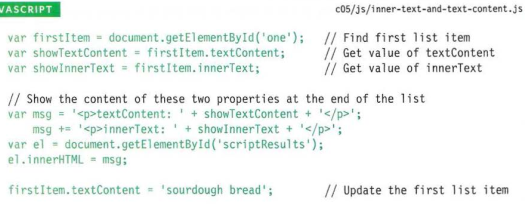 VASCRIPT c05/js/inner-text-and-text-content.js
var firstItem = document.getElementById('one'); // Find first list item
var showTextContent = firstItem.textContent; // Get value of textContent
var showInnerText = firstItem.innerText; // Get value of innerText
// Show the content of these two properties at the end of the list
var msg = '<p>textContent: ' + showTextContent + '</p>';
msg += '<p>innerText: ' + showInnerText + '</p>';
var el = document.getElementById('scriptResults');
el.innerHTML = msg;
firstItem.textContent = 'sourdough bread'; // Update the first list item